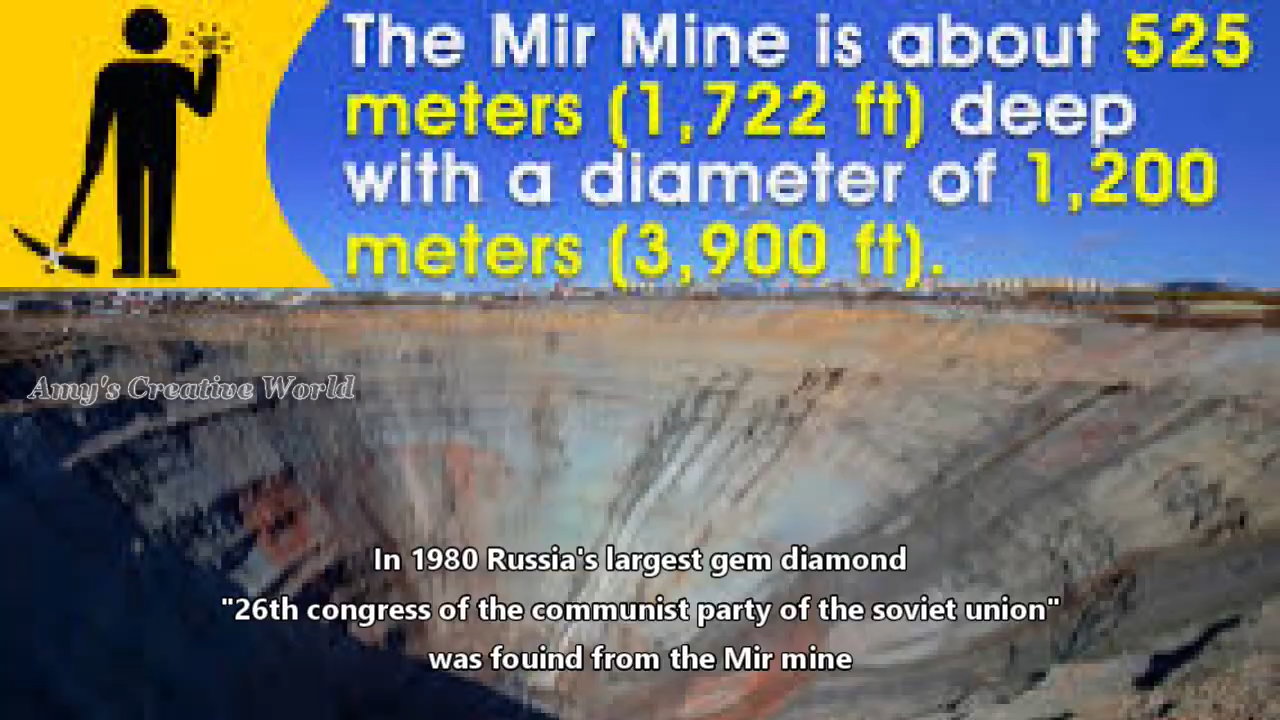 The Mir Mine is about 525
meters (1,722 ft) deep
with a diameter of 1,200
meters (3,900 ft).
Amy's Creative World
In 1980 Russia's largest gem diamond
"26th congress of the communist party of the soviet union"
was fouind from the Mir mine